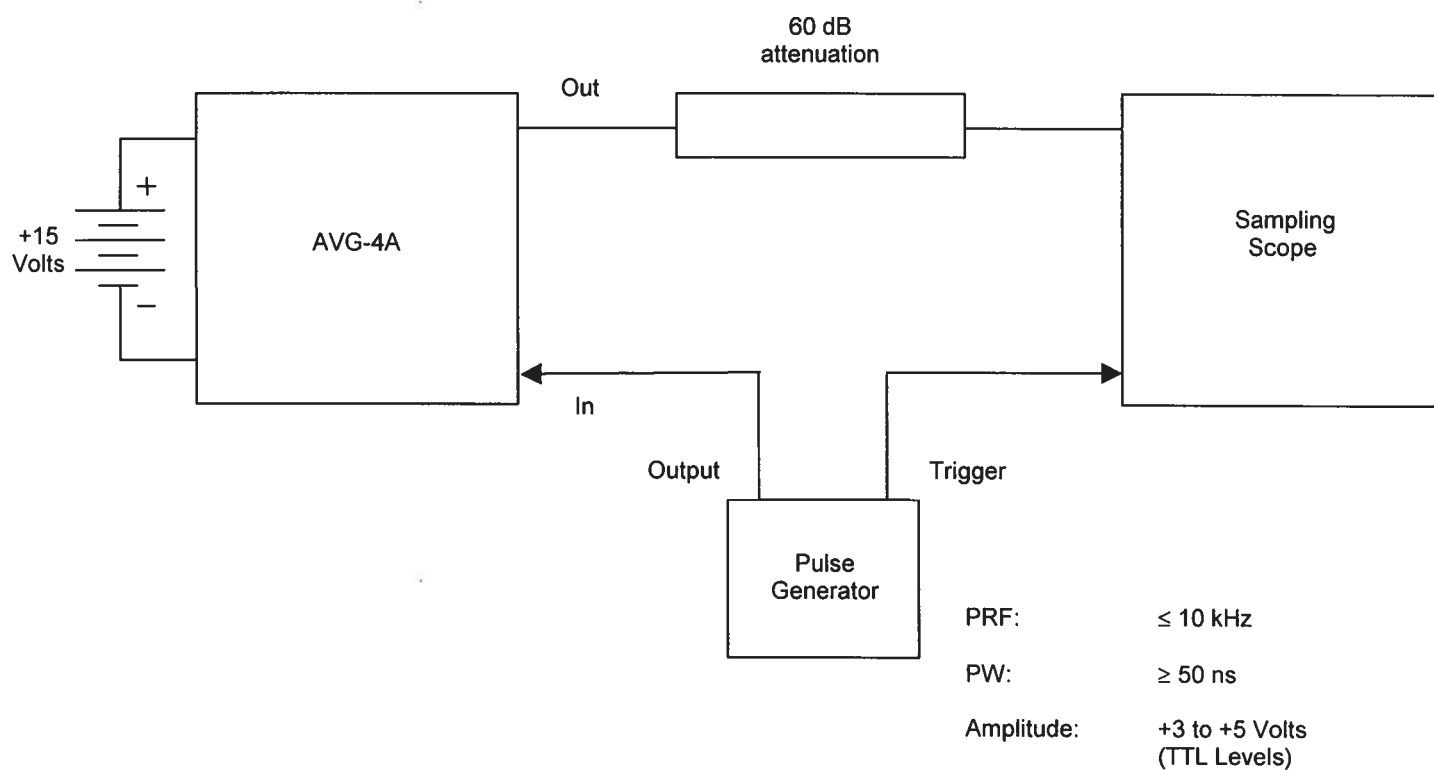 60 dB
attenuation
Out
+
+15
Volts
–
AVG-4A
Sampling
Scope
In
Output
Trigger
Pulse
Generator
PRF: ≤ 10 kHz
PW: ≥ 50 ns
Amplitude: +3 to +5 Volts
(TTL Levels)